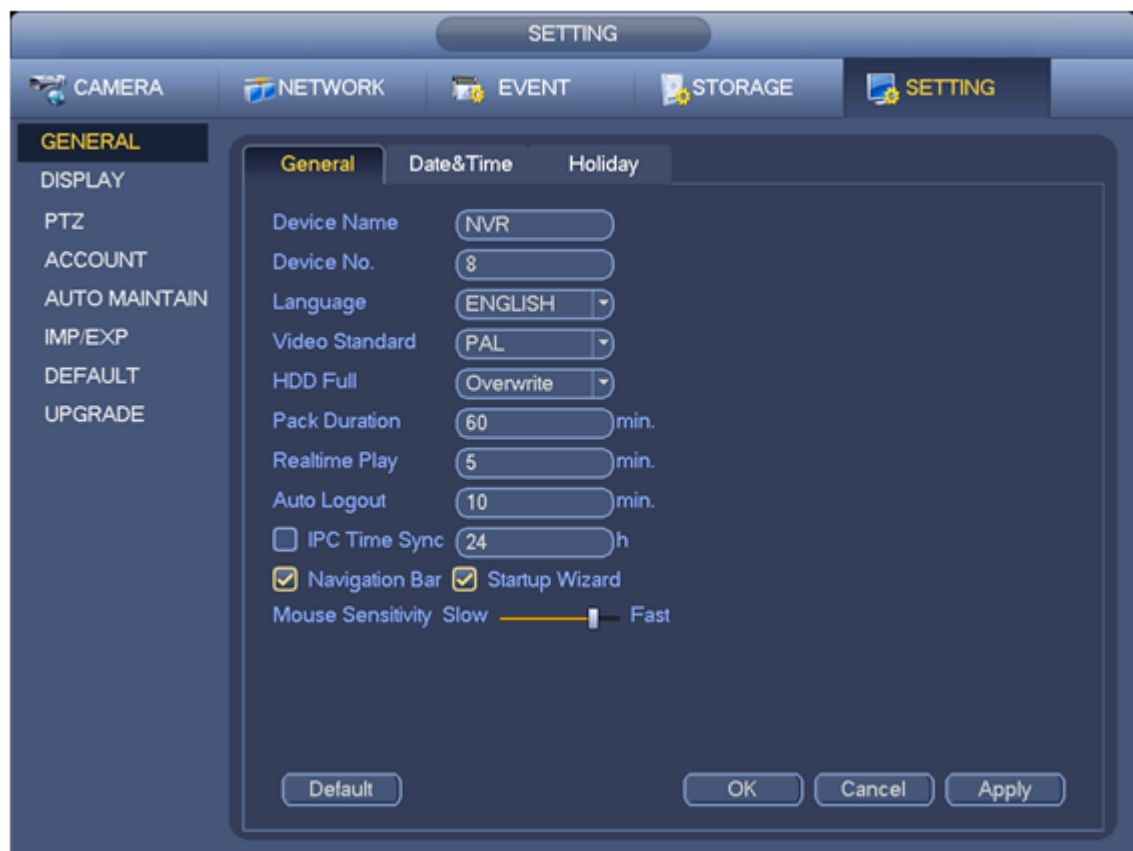 SETTING
CAMERA NETWORK EVENT STORAGE SETTING
GENERAL
DISPLAY
PTZ
ACCOUNT
AUTO MAINTAIN
IMP/EXP
DEFAULT
UPGRADE
General Date&Time Holiday
Device Name NVR
Device No. 8
Language ENGLISH
Video Standard PAL
HDD Full Overwrite
Pack Duration 60 min.
Realtime Play 5 min.
Auto Logout 10 min.
IPC Time Sync 24 h
Navigation Bar Startup Wizard
Mouse Sensitivity Slow Fast
Default OK Cancel Apply